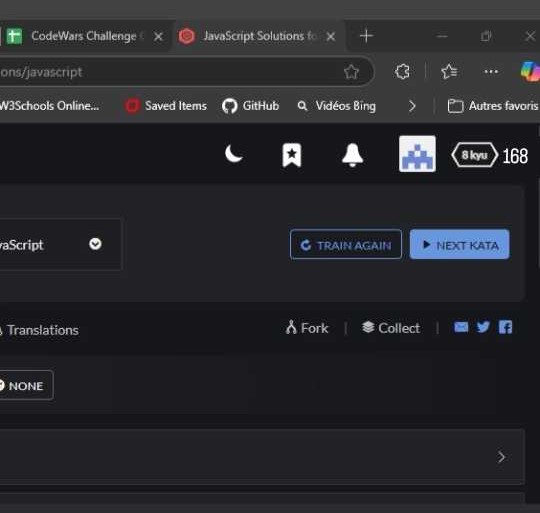 CodeWars Challenge
JavaScript Solutions fo
ons/javascript
W3Schools Online...
Saved Items
GitHub
Vidéos Bing
Autres favoris
8 kyu
168
vaScript
TRAIN AGAIN
NEXT KATA
Translations
Fork
Collect
NONE